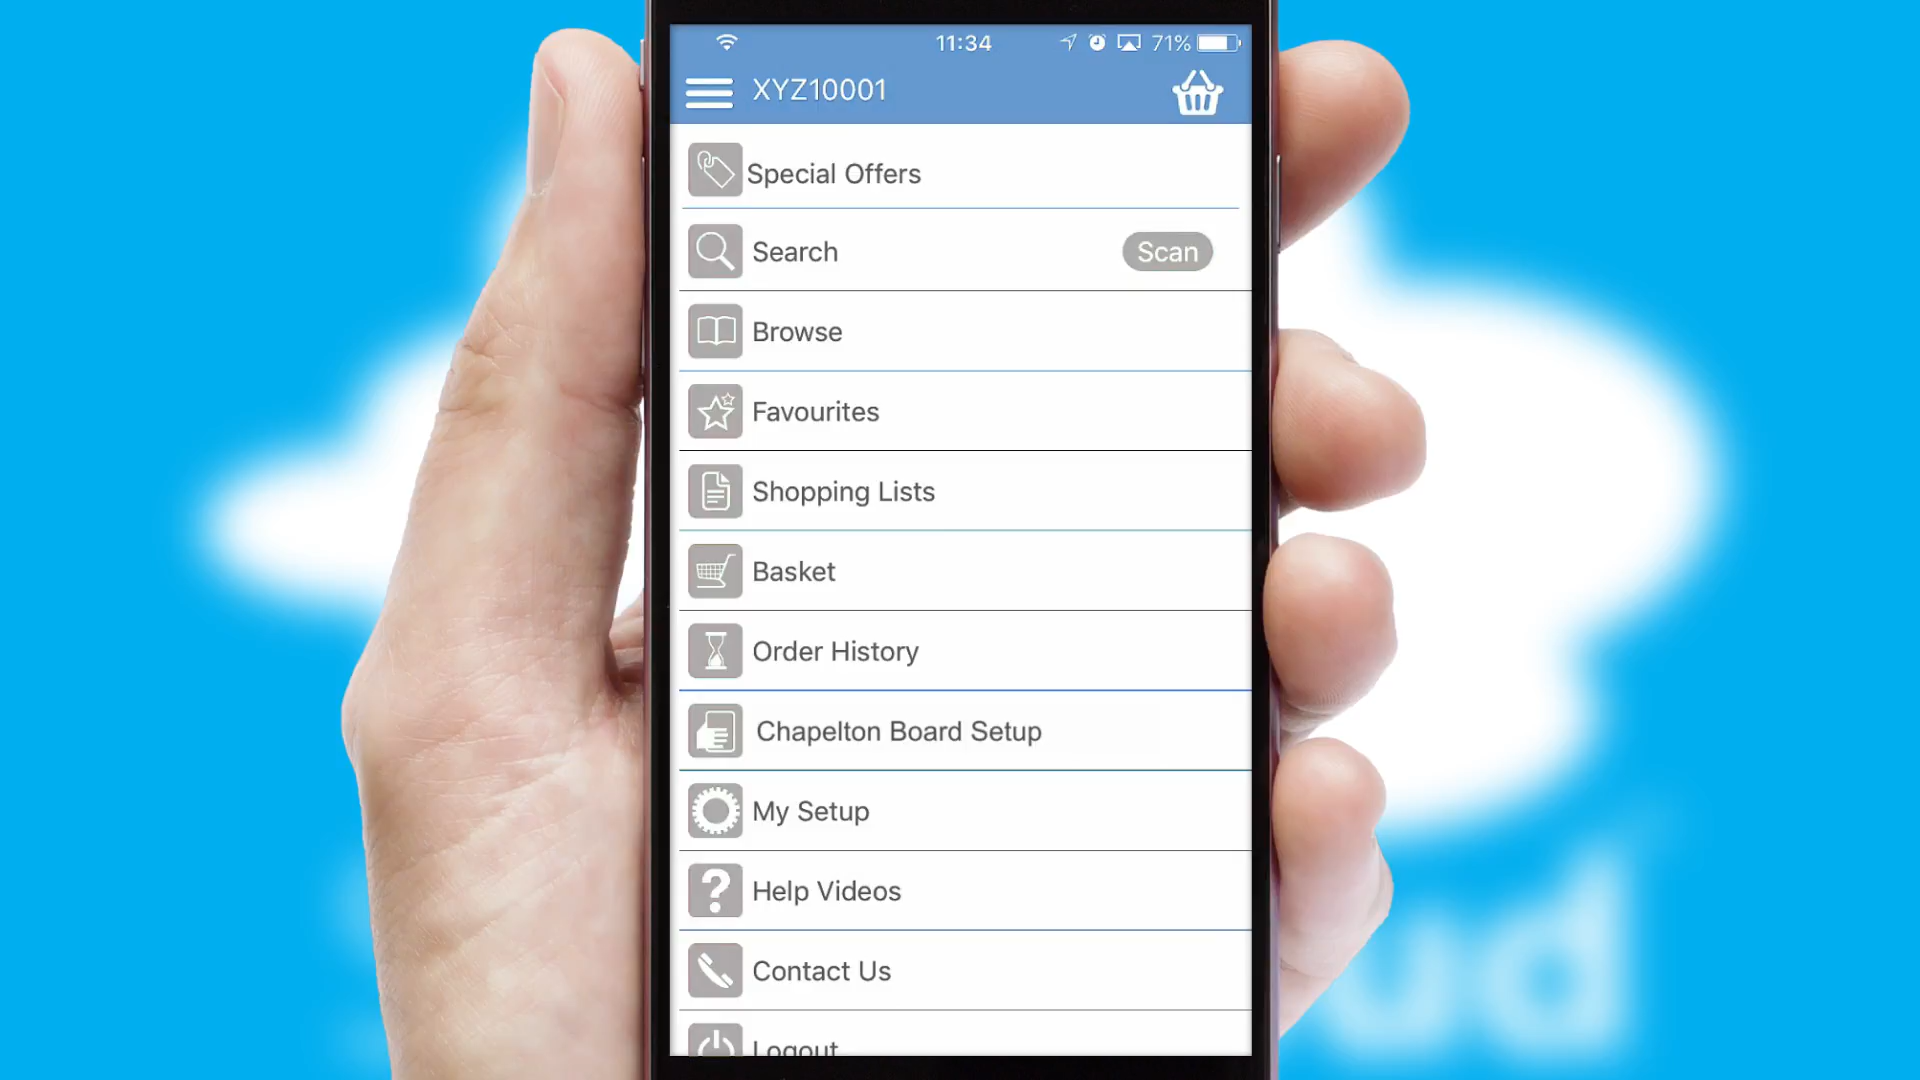 11:34 71%
XYZ10001
Special Offers
Search Scan
Browse
Favourites
Shopping Lists
Basket
Order History
Chapelton Board Setup
My Setup
Help Videos
Contact Us
Logout
ud